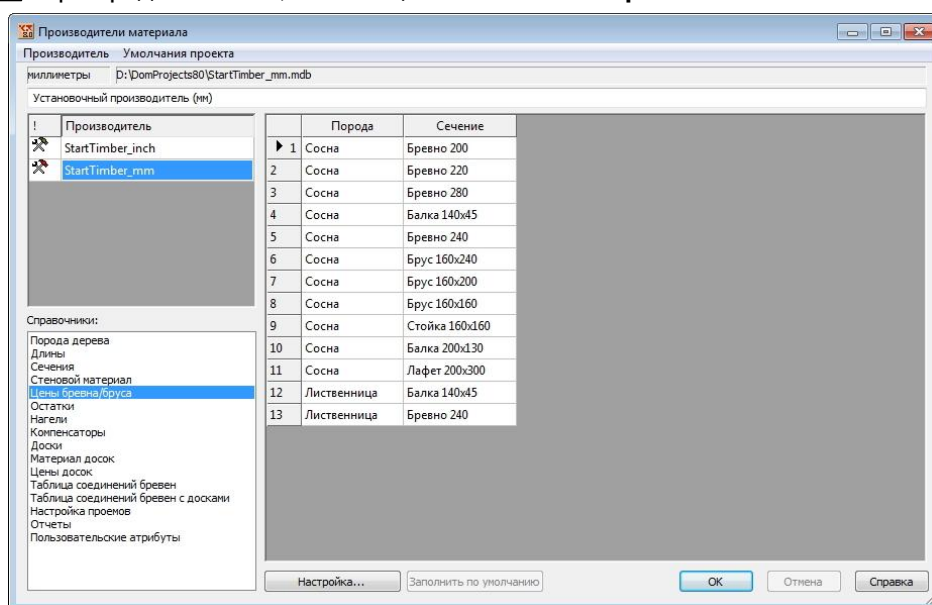 Производители материала
Производитель Умолчания проекта
миллиметры D:\DomProjects80\StartTimber_mm.mdb
Установочный производитель (мм)
! Производитель
StartTimber_inch
StartTimber_mm
Справочники:
Порода дерева
Длины
Сечения
Стеновой материал
Цены бревна/бруса
Остатки
Нагели
Компенсаторы
Доски
Материал досок
Цены досок
Таблица соединений бревен
Таблица соединений бревен с досками
Настройка проемов
Отчеты
Пользовательские атрибуты
Порода Сечение
1 Сосна Бревно 200
2 Сосна Бревно 220
3 Сосна Бревно 280
4 Сосна Балка 140x45
5 Сосна Бревно 240
6 Сосна Брус 160x240
7 Сосна Брус 160x200
8 Сосна Брус 160x160
9 Сосна Стойка 160x160
10 Сосна Балка 200x130
11 Сосна Лафет 200x300
12 Лиственница Балка 140x45
13 Лиственница Бревно 240
Настройка... Заполнить по умолчанию OK Отмена Справка